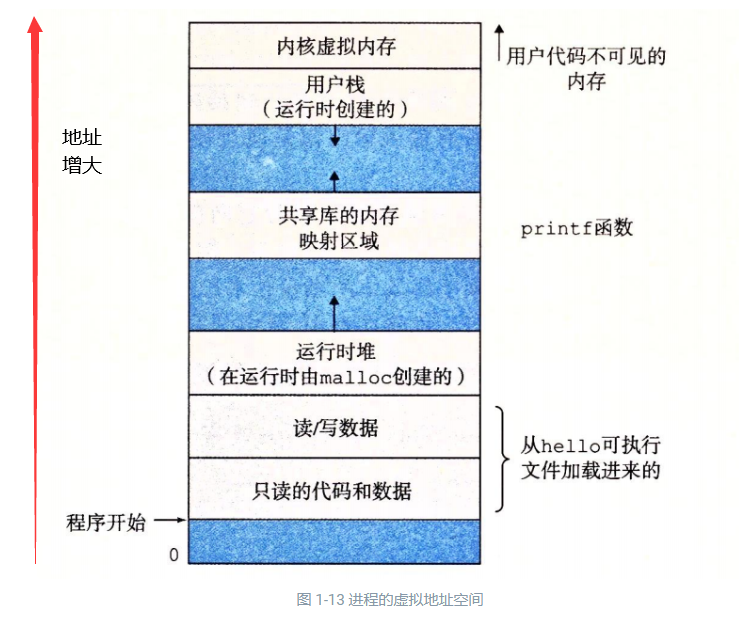 内核虚拟内存
用户代码不可见的
内存
用户栈
（运行时创建的）
地址
增大
共享库的内存
映射区域
printf函数
运行时堆
（在运行时由malloc创建的）
读/写数据
从hello可执行
文件加载进来的
只读的代码和数据
程序开始
0
图 1-13 进程的虚拟地址空间